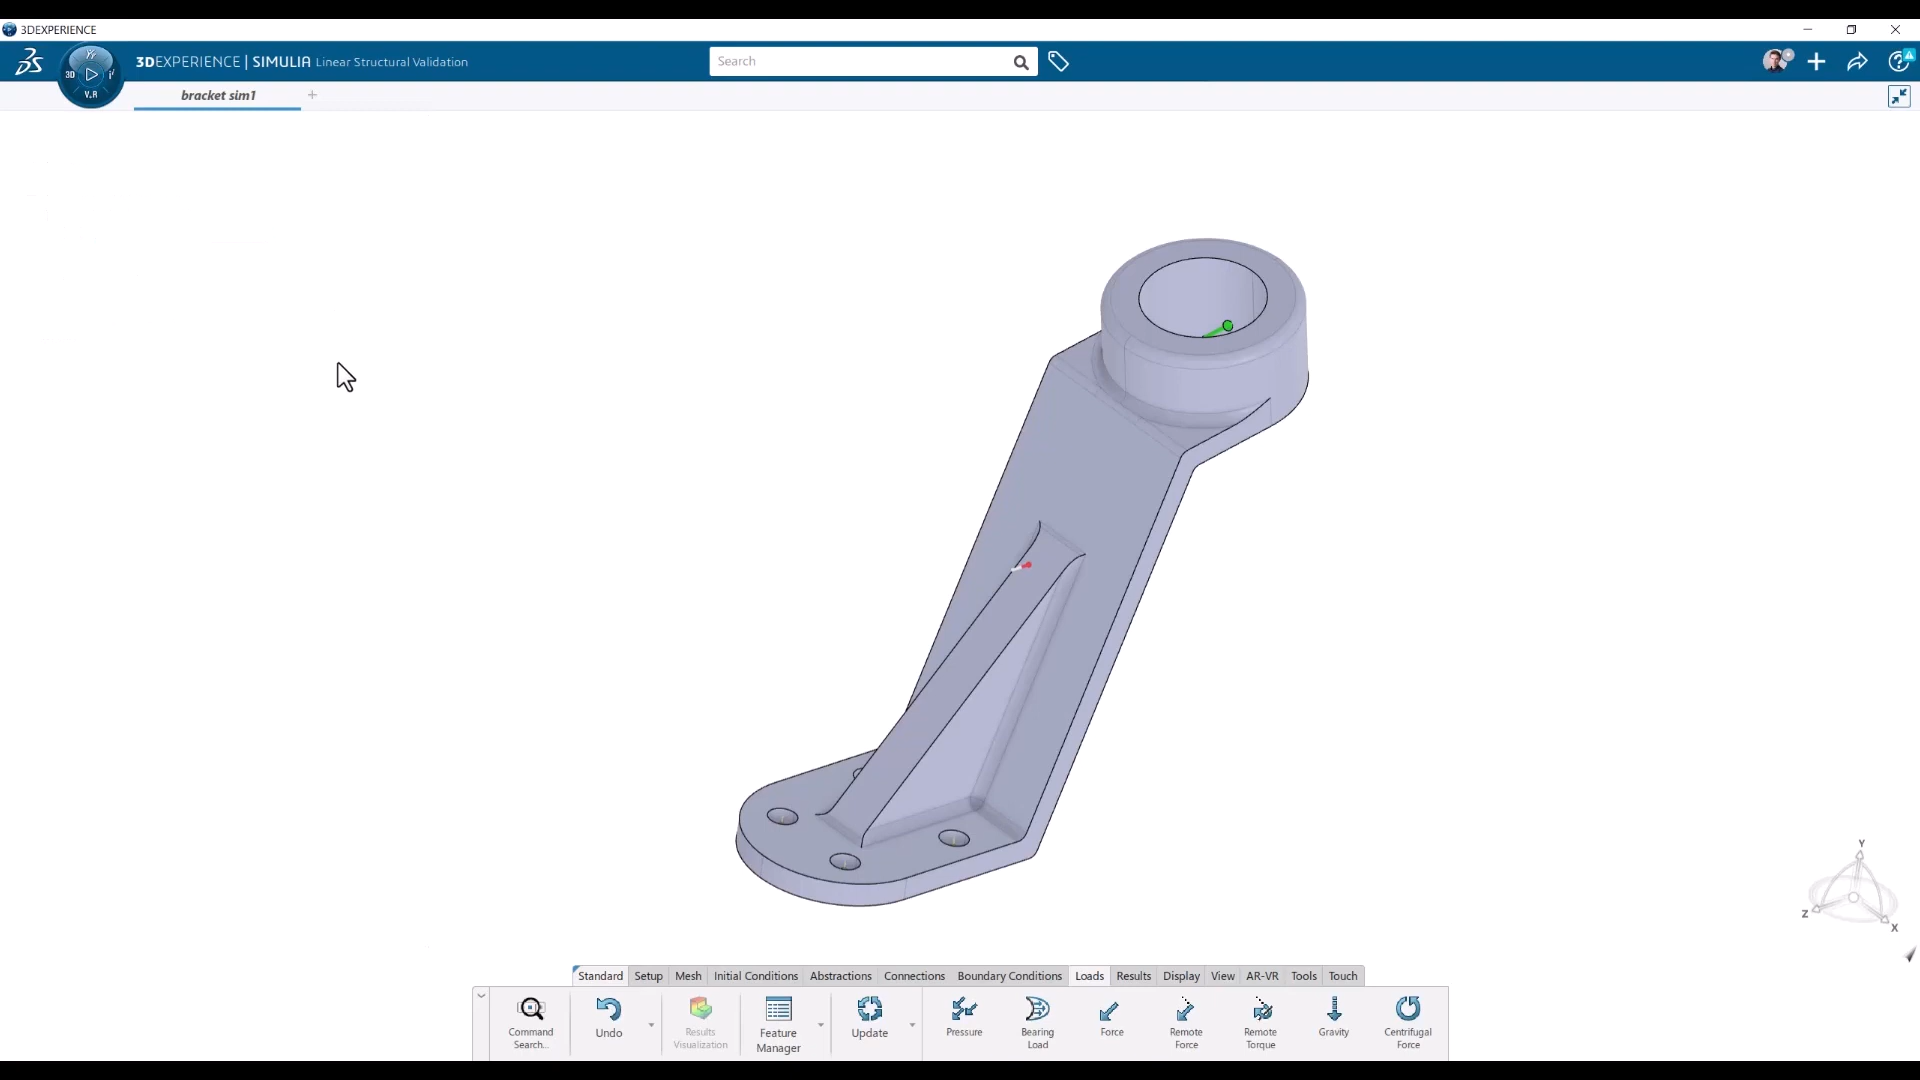 3DEXPERIENCE
3DEXPERIENCE | SIMULIA Linear Structural Validation
Search
3D
V.R
bracket sim1
+
Y
Z
X
Standard Setup Mesh Initial Conditions Abstractions Connections Boundary Conditions Loads Results Display View AR-VR Tools Touch
Command Search...
Undo
Results Visualization
Feature Manager
Update
Pressure
Bearing Load
Force
Remote Force
Remote Torque
Gravity
Centrifugal Force